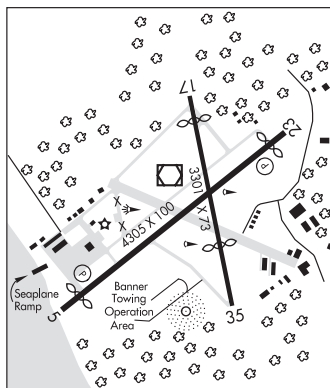 17
23
3301 X 73
4305 X 100
P
P
X
X
Seaplane
Ramp
5
Banner
Towing
Operation
Area
35